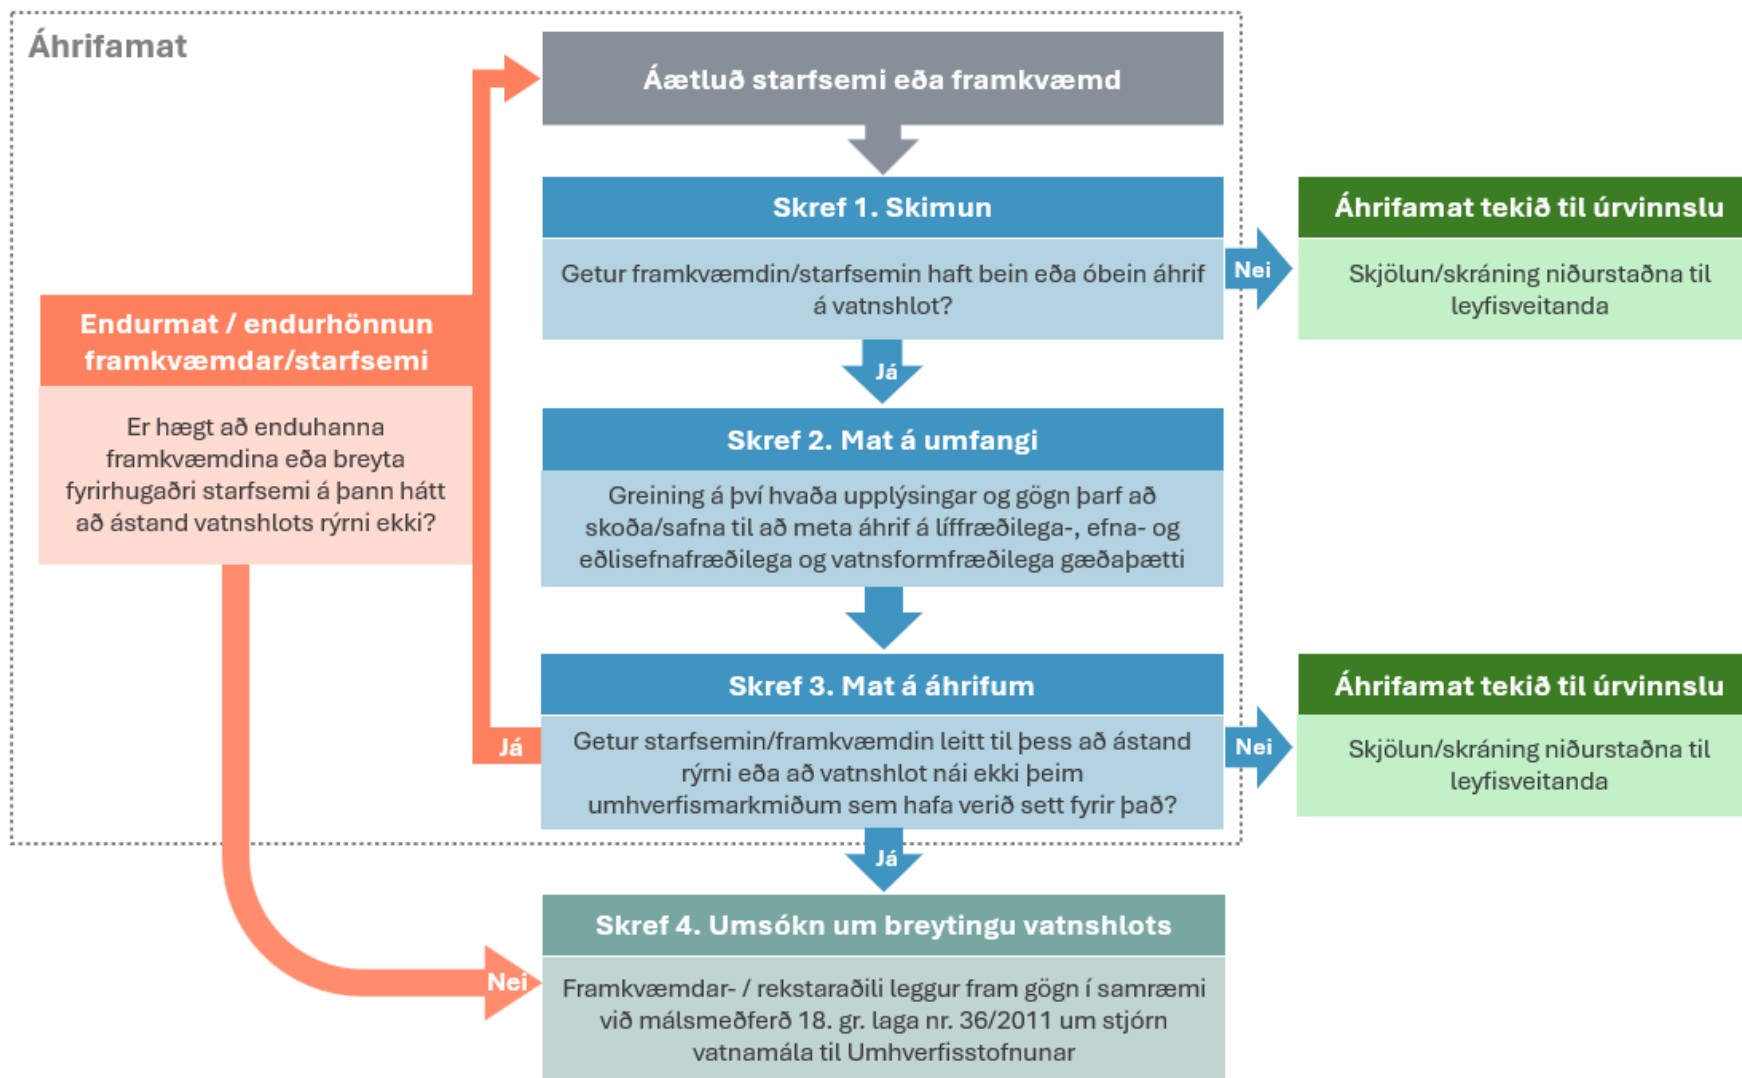 Áhrifamat
Áætluð starfsemi eða framkvæmd
Skref 1. Skimun
Getur framkvæmdin/starfsemin haft bein eða óbein áhrif
á vatnshlot?
Nei
Áhrifamat tekið til úrvinnslu
Skjölun/skráning niðurstaðna til
leyfisveitanda
Já
Endurmat / endurhönnun
framkvæmdar/starfsemi
Er hægt að enduhanna
framkvæmdina eða breyta
fyrirhugaðri starfsemi á þann hátt
að ástand vatnshlots rýrni ekki?
Skref 2. Mat á umfangi
Greining á því hvaða upplýsingar og gögn þarf að
skoða/safna til að meta áhrif á líffræðilega-, efna- og
eðlisefnafræðilega og vatnsformfræðilega gæðaþætti
Skref 3. Mat á áhrifum
Getur starfsemin/framkvæmdin leitt til þess að ástand
rýrni eða að vatnshlot nái ekki þeim
umhverfismarkmiðum sem hafa verið sett fyrir það?
Já
Nei
Áhrifamat tekið til úrvinnslu
Skjölun/skráning niðurstaðna til
leyfisveitanda
Já
Nei
Skref 4. Umsókn um breytingu vatnshlots
Framkvæmdar- / rekstaraðili leggur fram gögn í samræmi
við málsmeðferð 18. gr. laga nr. 36/2011 um stjórn
vatnamála til Umhverfisstofnunar